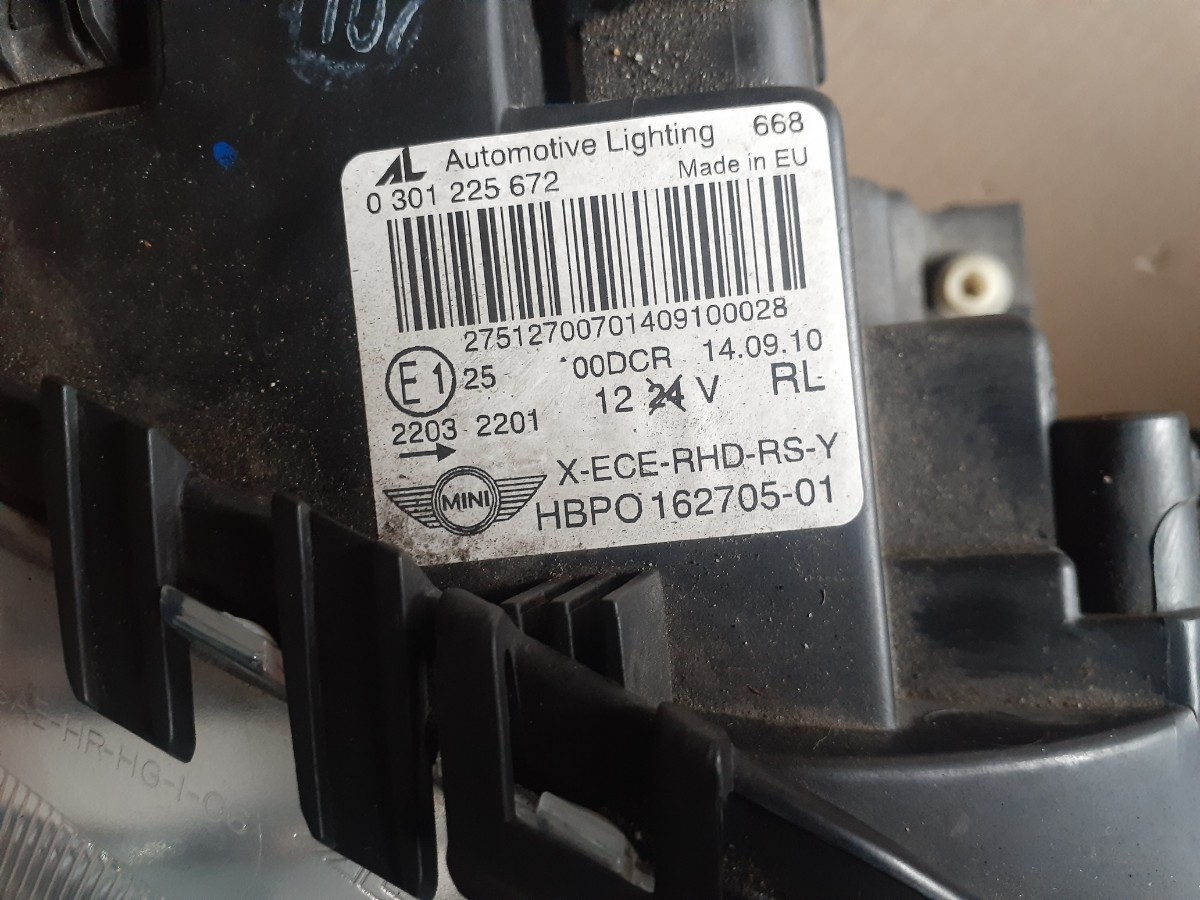 Automotive Lighting 668
0 301 225 672 Made in EU
27512700701409100028
E1 25 00DCR 14.09.10
12 24 V RL
2203 2201
X-ECE-RHD-RS-Y
MINI
HBPO 162705-01